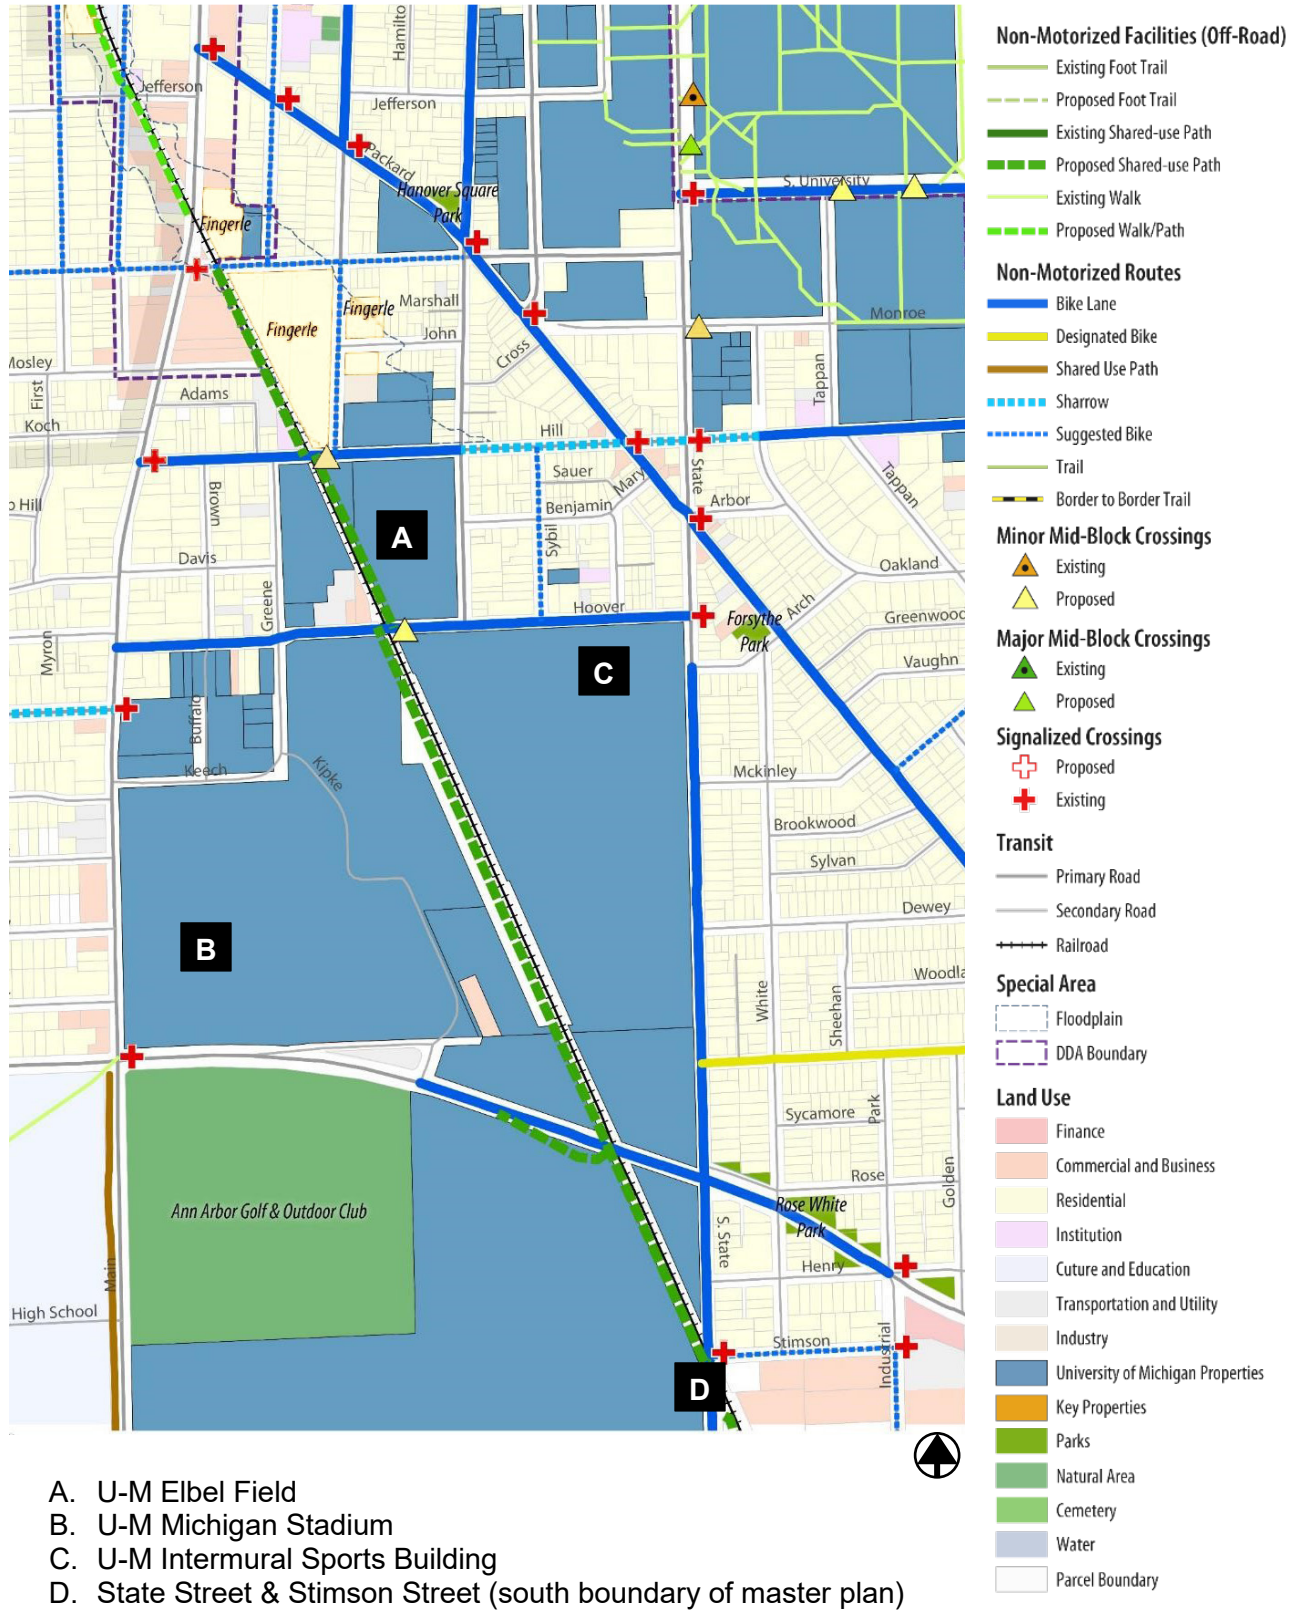 Hamilto
Jefferson
Jefferson
Packard
Hanover Square
Park
S. University
Fingerle
Fingerle
Fingerle
Marshall
John
Monroe
Cross
Mosley
First
Adams
Koch
Tappan
Hill
Sauer
Mary
State
Arbor
Tappan
Benjamin
Brown
Sybil
p Hill
A
Davis
Oakland
Greene
Hoover
Arch
Forsythe
Park
Greenwood
Myron
C
Vaughn
Buffalo
Keech
Kipke
Mckinley
Brookwood
Sylvan
B
Dewey
Woodla
White
Sheehan
Sycamore
Park
Rose
Golden
Ann Arbor Golf & Outdoor Club
Rose White
Park
S. State
Henry
Main
High School
Stimson
Industrial
D
Non-Motorized Facilities (Off-Road)
Existing Foot Trail
Proposed Foot Trail
Existing Shared-use Path
Proposed Shared-use Path
Existing Walk
Proposed Walk/Path
Non-Motorized Routes
Bike Lane
Designated Bike
Shared Use Path
Sharrow
Suggested Bike
Trail
Border to Border Trail
Minor Mid-Block Crossings
Existing
Proposed
Major Mid-Block Crossings
Existing
Proposed
Signalized Crossings
Proposed
Existing
Transit
Primary Road
Secondary Road
Railroad
Special Area
Floodplain
DDA Boundary
Land Use
Finance
Commercial and Business
Residential
Institution
Cuture and Education
Transportation and Utility
Industry
University of Michigan Properties
Key Properties
Parks
Natural Area
Cemetery
Water
Parcel Boundary
A. U-M Elbel Field
B. U-M Michigan Stadium
C. U-M Intermural Sports Building
D. State Street & Stimson Street (south boundary of master plan)